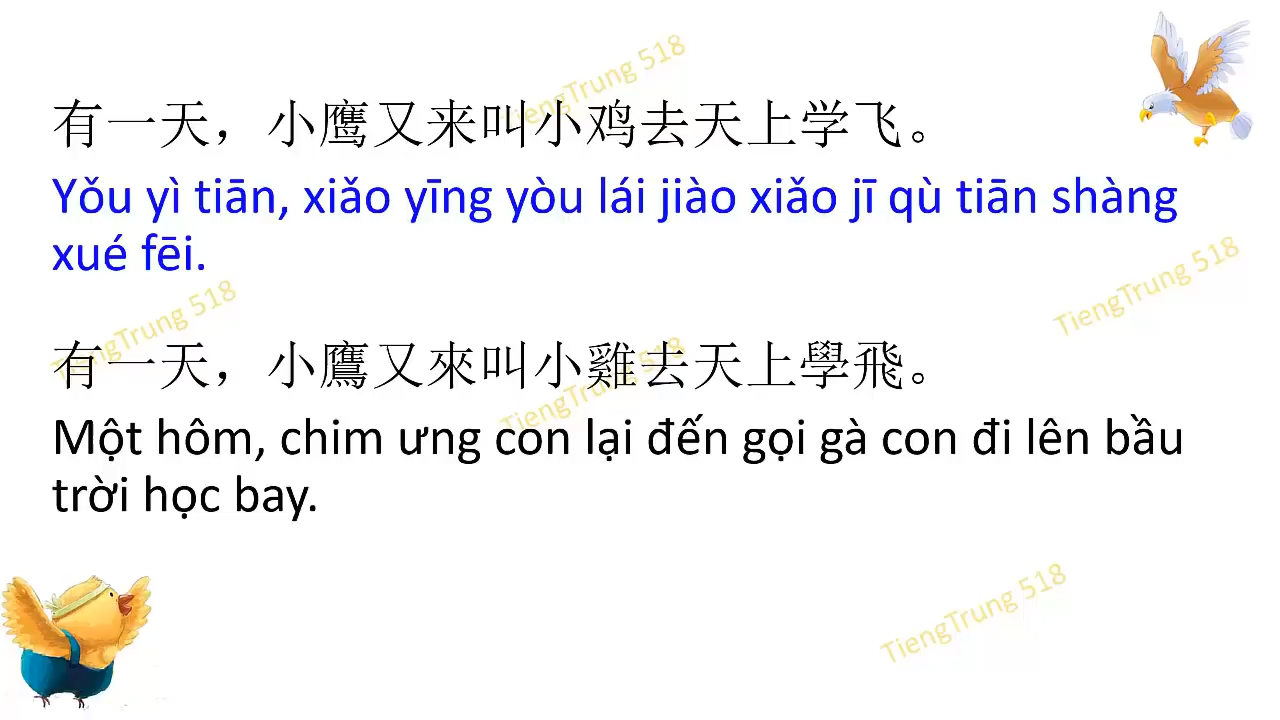 有一天，小鹰又来叫小鸡去天上学飞。
Yǒu yì tiān, xiǎo yīng yòu lái jiào xiǎo jī qù tiān shàng
xué fēi.
有一天，小鷹又來叫小雞去天上學飛。
Một hôm, chim ưng con lại đến gọi gà con đi lên bầu
trời học bay.
TiengTrung 518
TiengTrung 518
TiengTrung 518
TiengTrung 518
TiengTrung 518